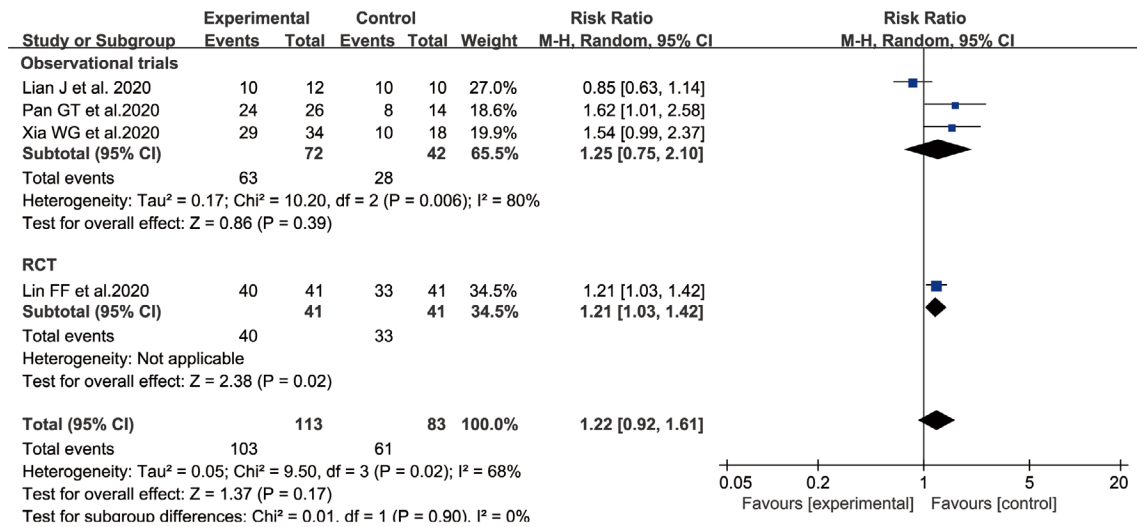 Experimental Control Risk Ratio Risk Ratio
Study or Subgroup Events Total Events Total Weight M-H, Random, 95% CI M-H, Random, 95% CI
Observational trials
Lian J et al. 2020 10 12 10 10 27.0% 0.85 [0.63, 1.14]
Pan GT et al.2020 24 26 8 14 18.6% 1.62 [1.01, 2.58]
Xia WG et al.2020 29 34 10 18 19.9% 1.54 [0.99, 2.37]
Subtotal (95% CI) 72 42 65.5% 1.25 [0.75, 2.10]
Total events 63 28
Heterogeneity: Tau² = 0.17; Chi² = 10.20, df = 2 (P = 0.006); I² = 80%
Test for overall effect: Z = 0.86 (P = 0.39)
RCT
Lin FF et al.2020 40 41 33 41 34.5% 1.21 [1.03, 1.42]
Subtotal (95% CI) 41 41 34.5% 1.21 [1.03, 1.42]
Total events 40 33
Heterogeneity: Not applicable
Test for overall effect: Z = 2.38 (P = 0.02)
Total (95% CI) 113 83 100.0% 1.22 [0.92, 1.61]
Total events 103 61
Heterogeneity: Tau² = 0.05; Chi² = 9.50, df = 3 (P = 0.02); I² = 68%
Test for overall effect: Z = 1.37 (P = 0.17)
Test for subgroup differences: Chi² = 0.01, df = 1 (P = 0.90), I² = 0%
0.05 0.2 1 5 20
Favours [experimental] Favours [control]